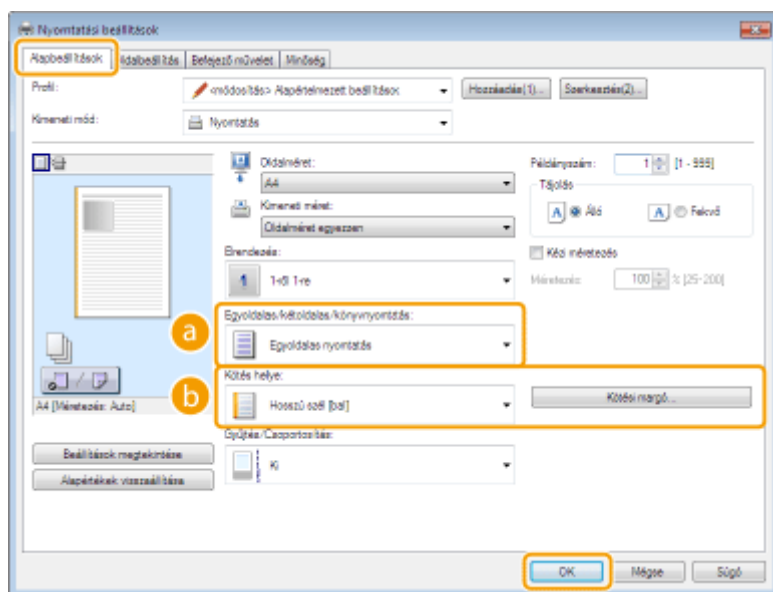 Nyomtatási beállítások
Alapbeállítások Oldalbeállítás Befejező művelet Minőség
Profil: <módosítás> Alapértelmezett beállítások Hozzáadás(1)... Szerkesztés(2)...
Kimeneti mód: Nyomtatás
Oldalméret: Példányszám: 1 [1 - 999]
A4 Tájolás
Kimeneti méret: A Álló A Fekvő
Oldalméret egyezzen
Elrendezés: Kézi méretezés
1 1-ről 1-re Méretezés: 100 % [25-200]
Egyoldalas/kétoldalas/könyvnyomtatás:
a Egyoldalas nyomtatás
Kötés helye:
b Hosszú szél [bal] Kötési margó...
A4 [Méretezés: Auto]
Gyűjtés/Csoportosítás:
Beállítások megtekintése Ki
Alapértékek visszaállítása
OK Mégse Súgó